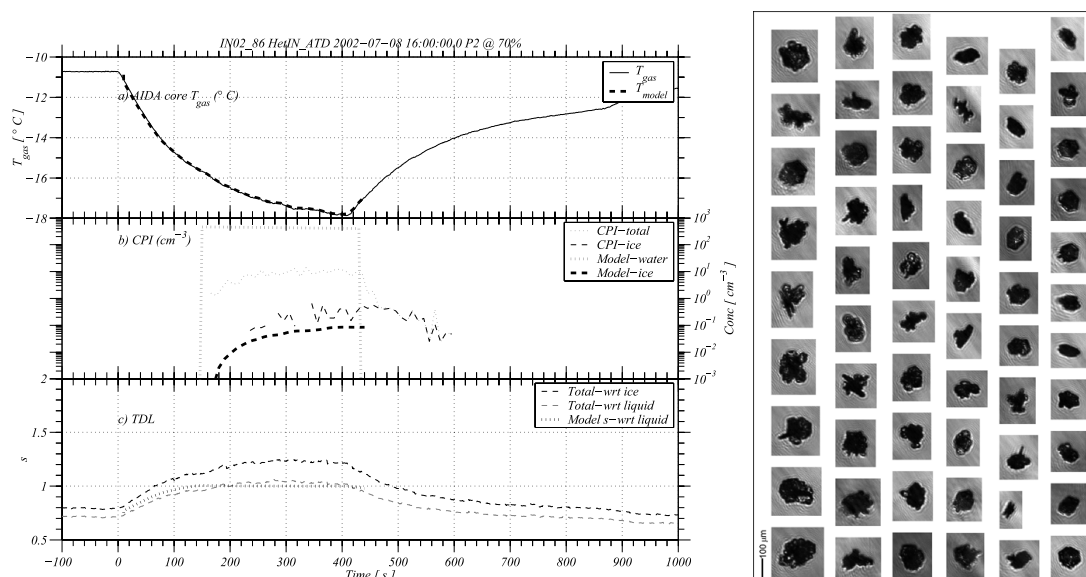 IN02_86 HetIN_ATD 2002-07-08 16:00:00.0 P2 @ 70%
-10
-12
-14
-16
-18
T gas [ ° C ]
a) AIDA core T gas (° C)
T gas
T model
b) CPI (cm−3)
CPI−total
CPI−ice
Model−water
Model−ice
10^3
10^2
10^1
10^0
10^−1
10^−2
10^−3
Conc [ cm−3 ]
c) TDL
Total−wrt ice
Total−wrt liquid
Model s−wrt liquid
2
1.5
1
0.5
s
-100 0 100 200 300 400 500 600 700 800 900 1000
Time [ s ]
100 μm